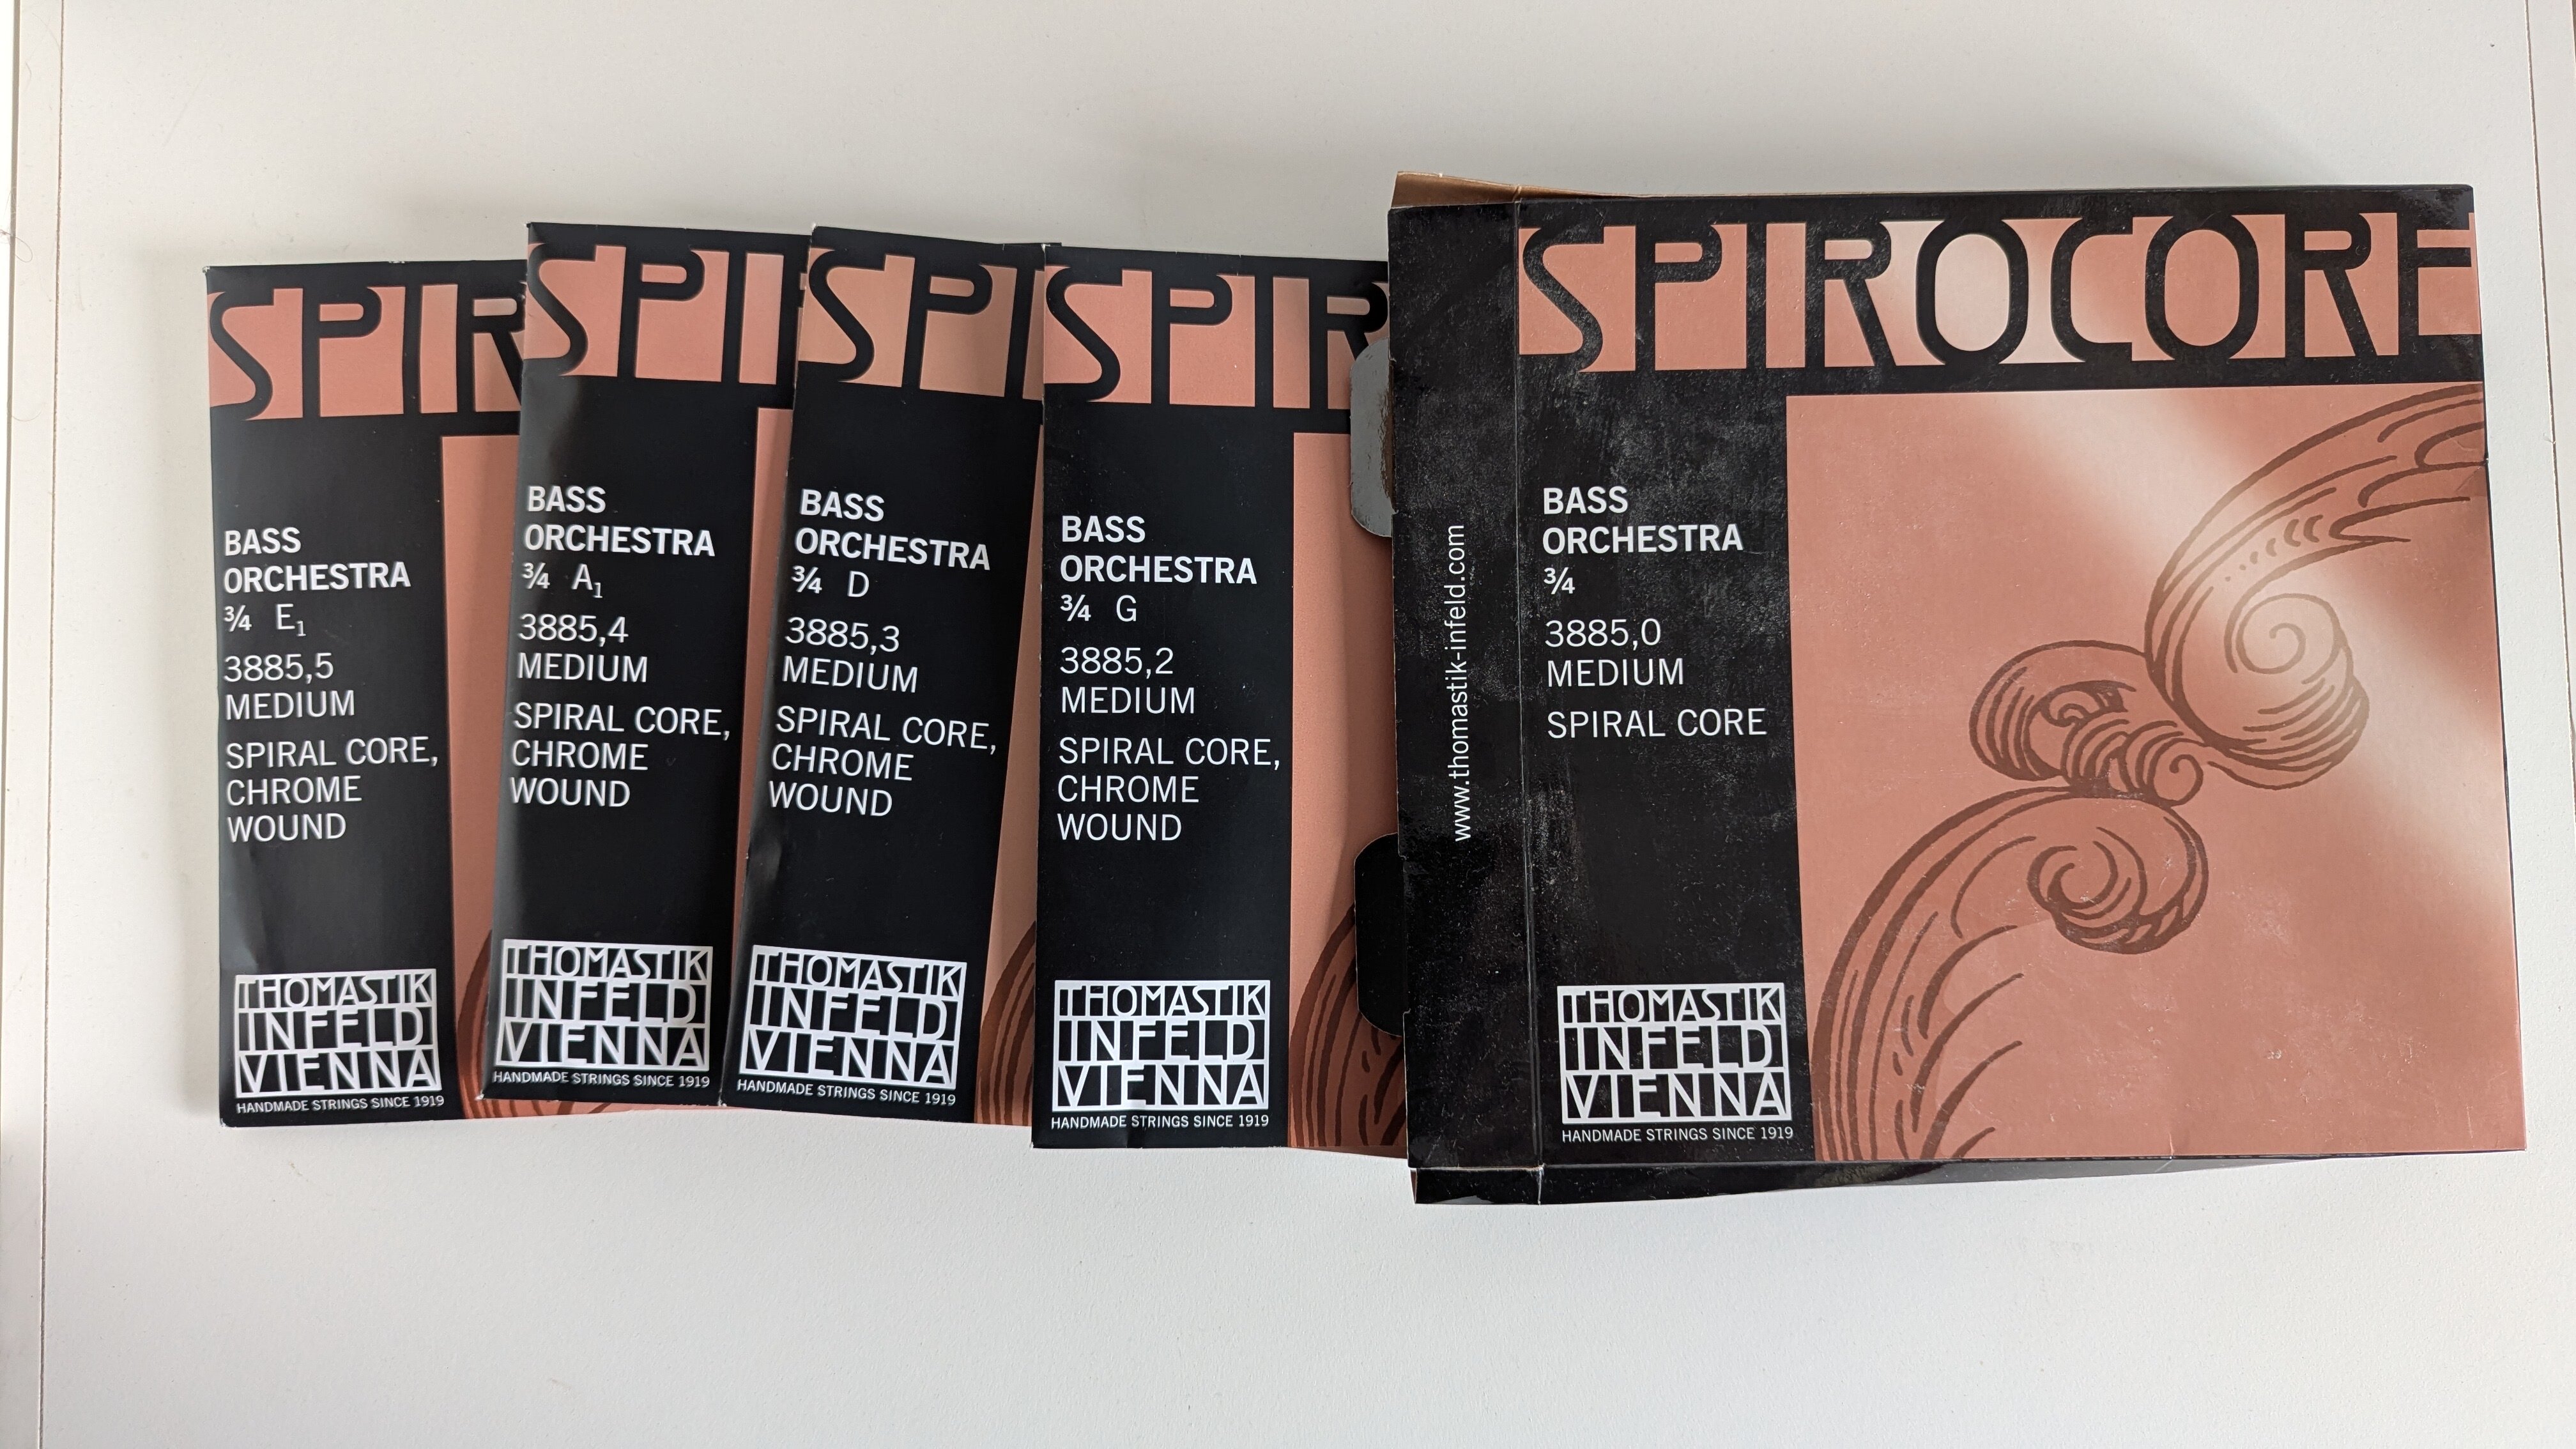 SPIR
BASS
ORCHESTRA
¾ E₁
3885,5
MEDIUM
SPIRAL CORE,
CHROME
WOUND
THOMASTIK
INFELD
VIENNA
HANDMADE STRINGS SINCE 1919
SPI
BASS
ORCHESTRA
¾ A₁
3885,4
MEDIUM
SPIRAL CORE,
CHROME
WOUND
THOMASTIK
INFELD
VIENNA
HANDMADE STRINGS SINCE 1919
SPI
BASS
ORCHESTRA
¾ D
3885,3
MEDIUM
SPIRAL CORE,
CHROME
WOUND
THOMASTIK
INFELD
VIENNA
HANDMADE STRINGS SINCE 1919
SPIR
BASS
ORCHESTRA
¾ G
3885,2
MEDIUM
SPIRAL CORE,
CHROME
WOUND
THOMASTIK
INFELD
VIENNA
HANDMADE STRINGS SINCE 1919
www.thomastik-infeld.com
SPIROCORE
BASS
ORCHESTRA
¾
3885,0
MEDIUM
SPIRAL CORE
THOMASTIK
INFELD
VIENNA
HANDMADE STRINGS SINCE 1919